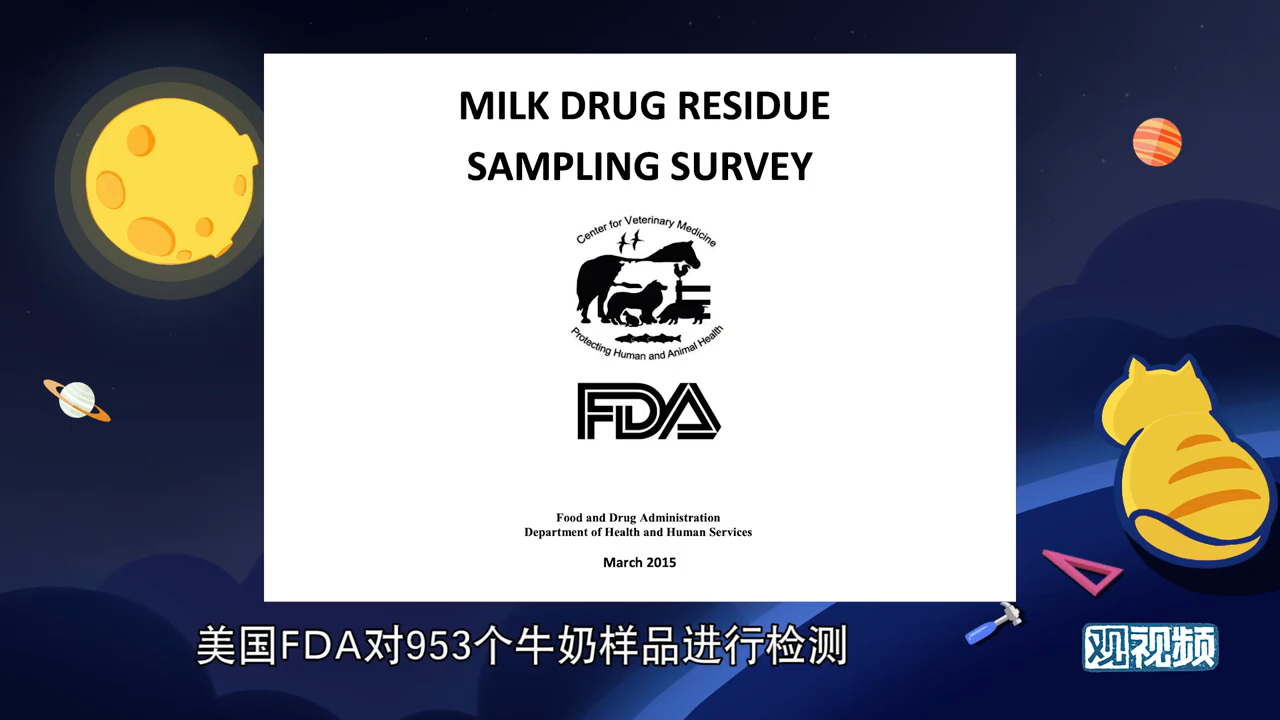 MILK DRUG RESIDUE
SAMPLING SURVEY
Center for Veterinary Medicine
Protecting Human and Animal Health
FDA
Food and Drug Administration
Department of Health and Human Services
March 2015
美国FDA对953个牛奶样品进行检测
观视频